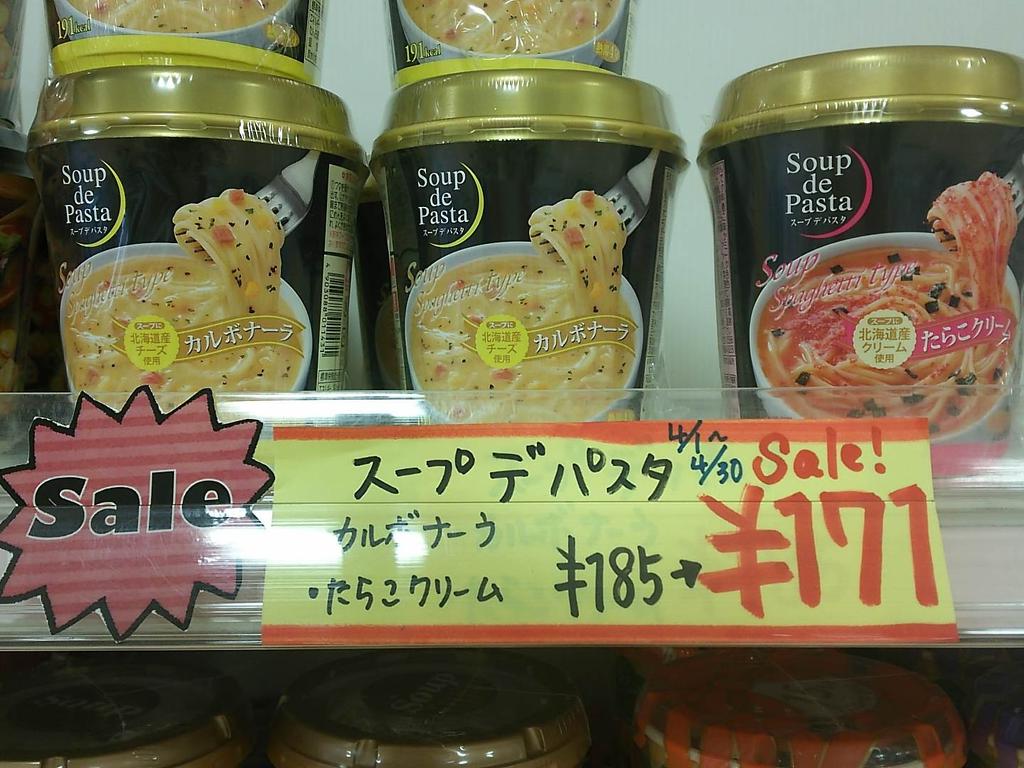 191kcal
191kcal
Soup
de
Pasta
スープデパスタ
Soup
Spaghetti type
スープに
北海道産
チーズ
使用
カルボナーラ
Soup
de
Pasta
スープデパスタ
Soup
Spaghetti type
スープに
北海道産
チーズ
使用
カルボナーラ
Soup
de
Pasta
スープデパスタ
Soup
Spaghetti type
スープに
北海道産
クリーム
使用
たらこクリーム
Sale
スープ デ パスタ
4/1~
4/30
Sale!
カルボナーラ
・たらこクリーム
¥185→¥171
Soup